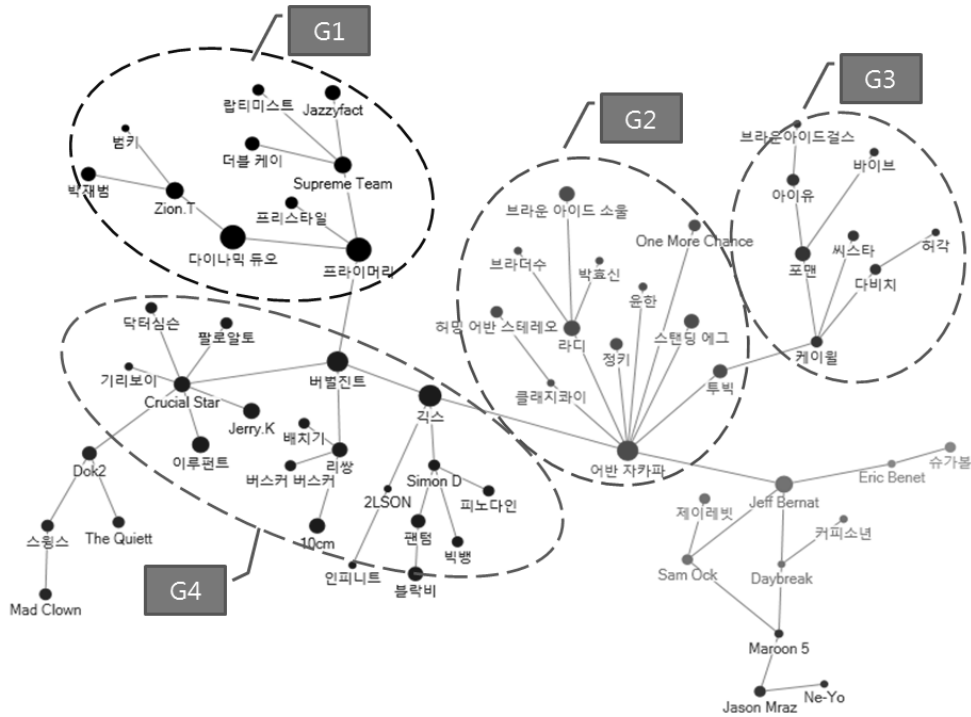 G1
랍티미스트
Jazzyfact
범키
더블 케이
박재범
Supreme Team
Zion.T
프리스타일
다이나믹 듀오
프라이머리
G2
브라운 아이드 소울
One More Chance
브라더수
박효신
윤한
허밍 어반 스테레오
라디
스탠딩 에그
정키
클래지콰이
투빅
어반 자카파
G3
브라운아이드걸스
바이브
아이유
씨스타
허각
포맨
다비치
케이윌
닥터심슨
팔로알토
기리보이
버벌진트
Crucial Star
긱스
Jerry.K
배치기
이루펀트
리쌍
버스커 버스커
Simon D
2LSON
피노다인
팬텀
10cm
빅뱅
인피니트
블락비
G4
Dok2
스윙스
The Quiett
Mad Clown
슈가볼
Eric Benet
Jeff Bernat
제이레빗
커피소년
Sam Ock
Daybreak
Maroon 5
Ne-Yo
Jason Mraz